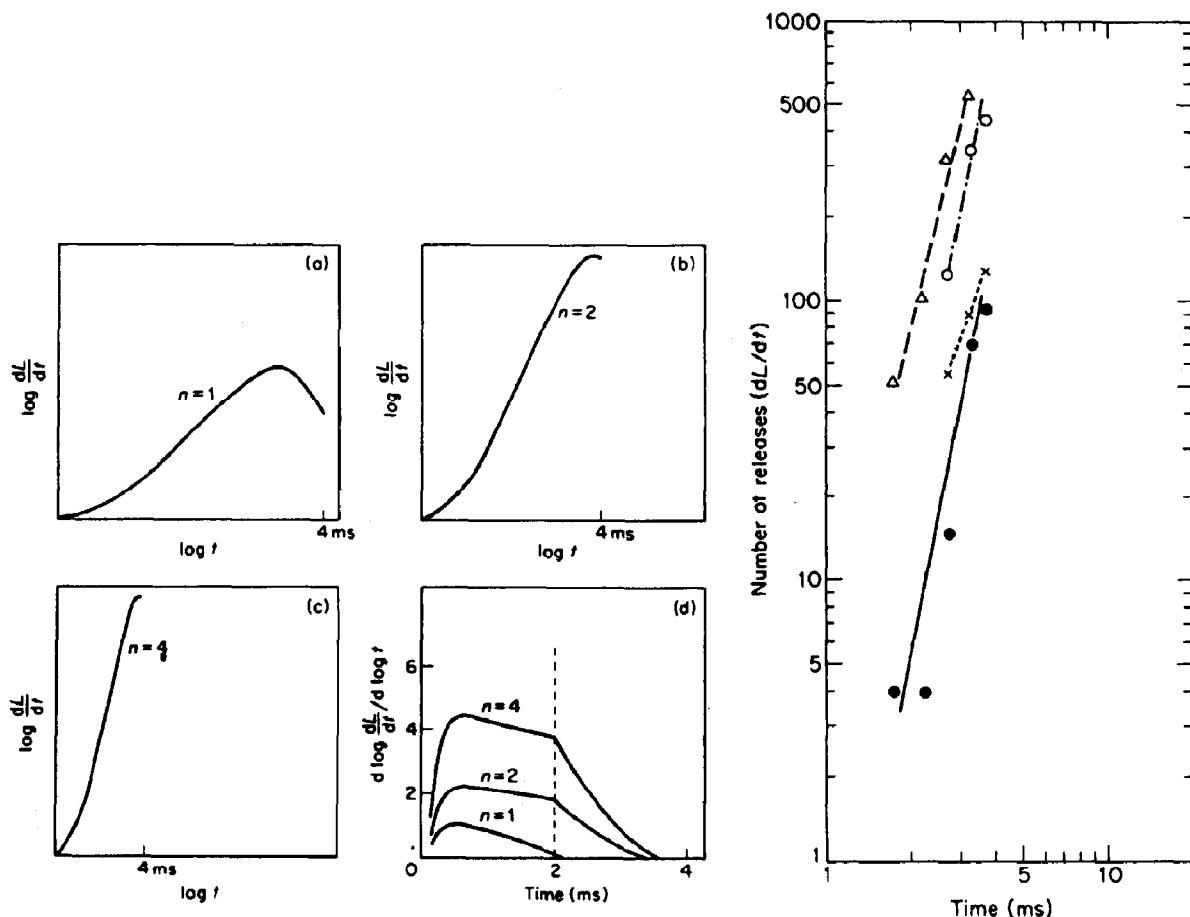 (a)
log dL/dt
n=1
4 ms
log t
(b)
log dL/dt
n=2
4 ms
log t
(c)
log dL/dt
n=4
4 ms
log t
(d)
d log dL/dt / d log t
6
4
2
0
n=4
n=2
n=1
2
4
Time (ms)
Number of releases (dL/dt)
1000
500
100
50
10
5
1
1
5
10
Time (ms)